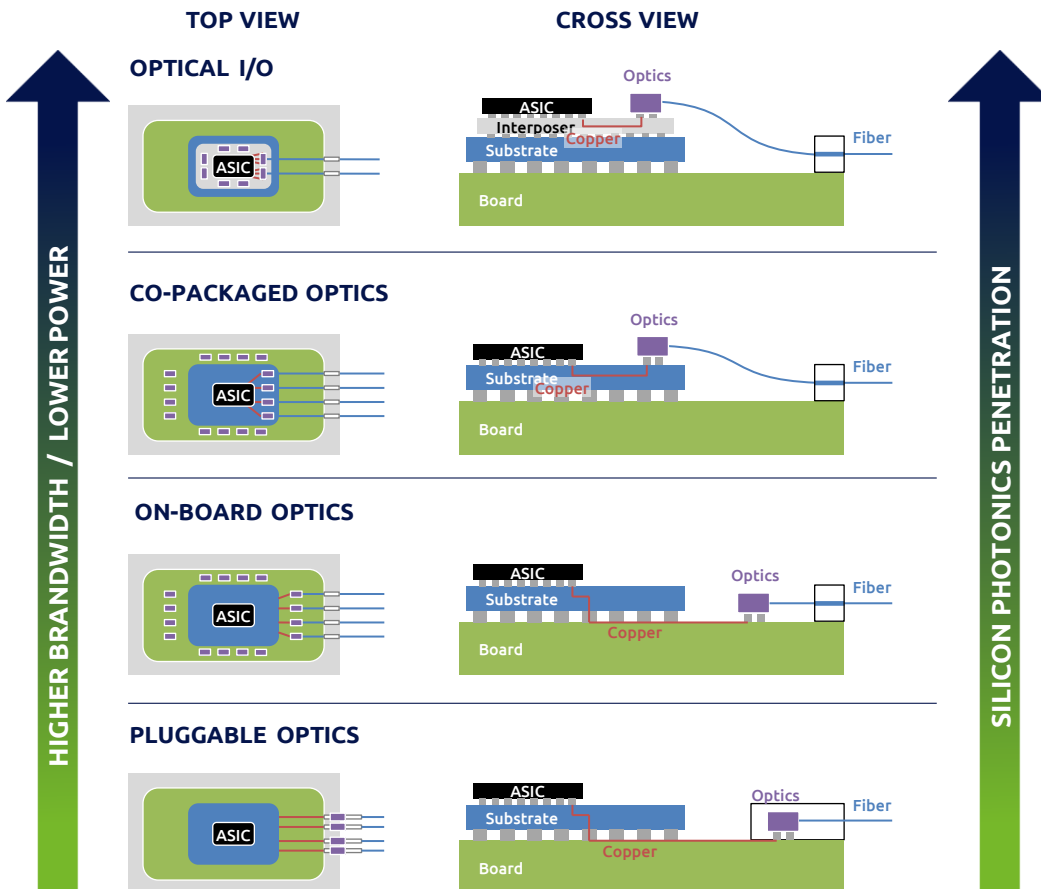 TOP VIEW
CROSS VIEW
OPTICAL I/O
ASIC
Optics
ASIC
Interposer
Copper
Substrate
Fiber
Board
CO-PACKAGED OPTICS
ASIC
Optics
ASIC
Substrate
Copper
Fiber
Board
ON-BOARD OPTICS
ASIC
ASIC
Optics
Substrate
Fiber
Copper
Board
PLUGGABLE OPTICS
ASIC
ASIC
Optics
Substrate
Fiber
Copper
Board
HIGHER BRANDWIDTH / LOWER POWER
SILICON PHOTONICS PENETRATION